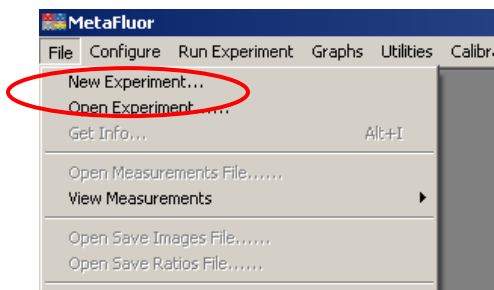 MetaFluor
File Configure Run Experiment Graphs Utilities Calibr
New Experiment...
Open Experiment......
Get Info... Alt+I
Open Measurements File......
View Measurements
Open Save Images File......
Open Save Ratios File......